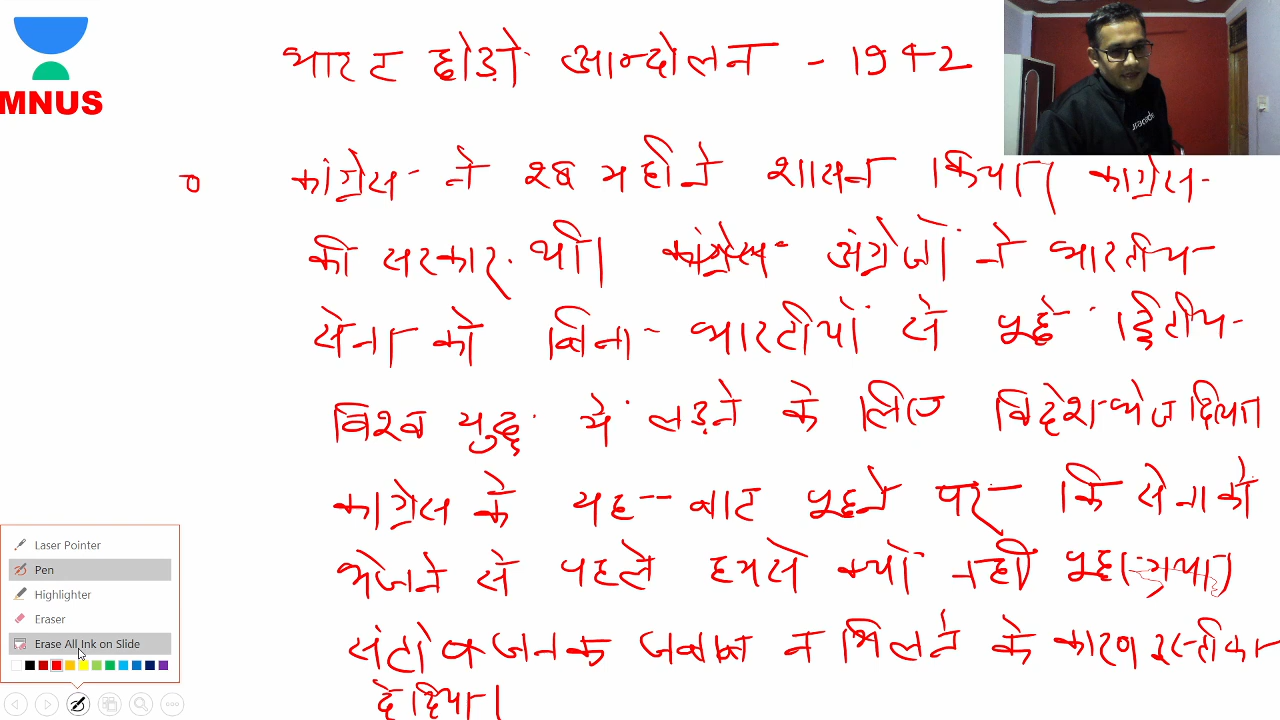 MNUS
भारत छोड़ो आन्दोलन - 1942
कांग्रेस ने 28 महीने शासन किया। कांग्रेस
की सरकार थी। कांग्रेस अंग्रेजों ने भारतीय
सेना को बिना भारतीयों से पूछे द्वितीय
विश्व युद्ध में लड़ने के लिए विदेश भेज दिया।
कांग्रेस के यह बात पूछने पर कि सेना को
भेजने से पहले हमसे क्यों नहीं पूछा गया।
संतोषजनक जवाब न मिलने के कारण इस्तीफा
दे दिया।
Laser Pointer
Pen
Highlighter
Eraser
Erase All Ink on Slide